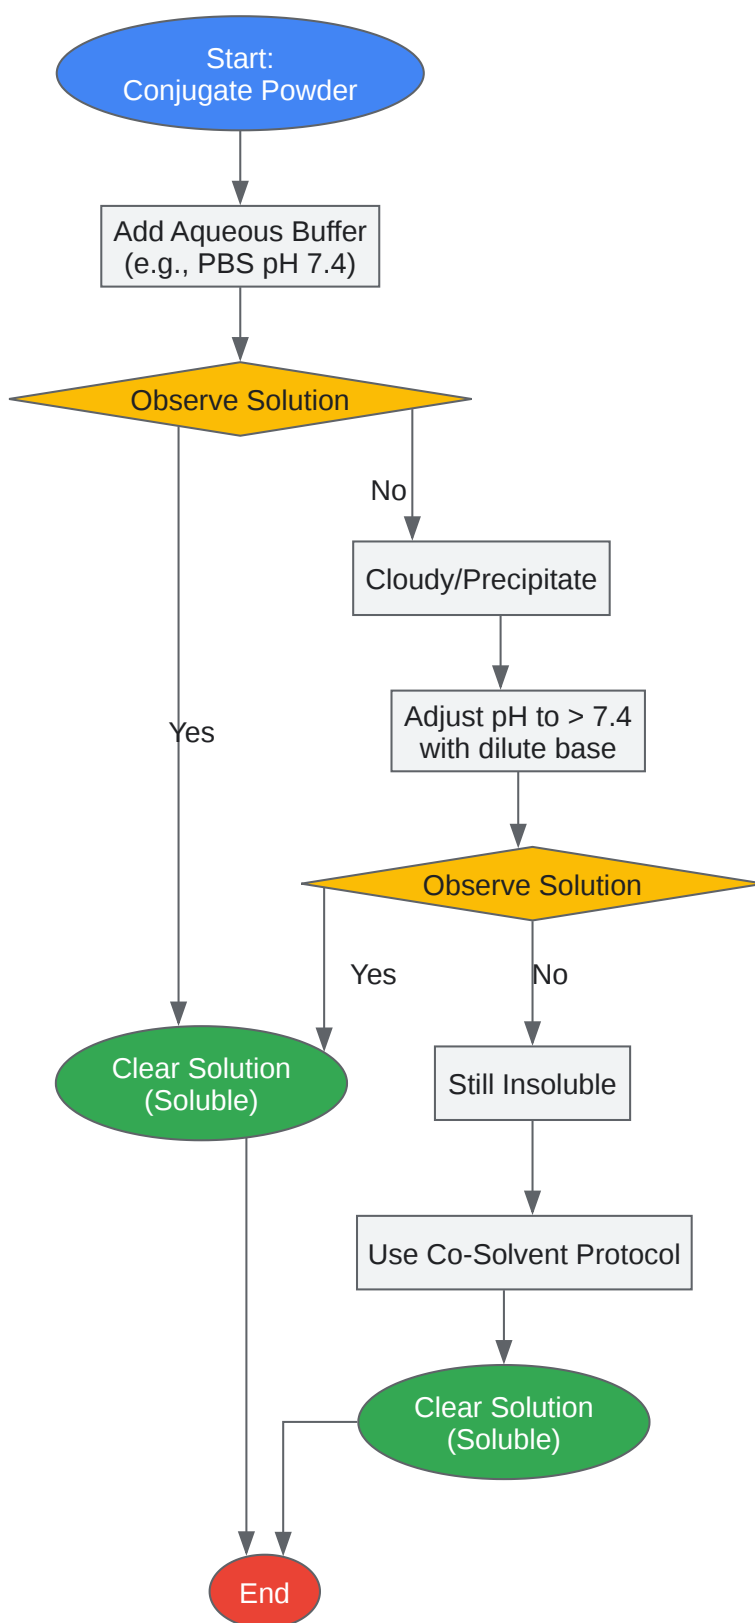 Start:
Conjugate Powder
Add Aqueous Buffer
(e.g., PBS pH 7.4)
Observe Solution
No
Cloudy/Precipitate
Yes
Adjust pH to > 7.4
with dilute base
Observe Solution
Yes
No
Clear Solution
(Soluble)
Still Insoluble
Use Co-Solvent Protocol
Clear Solution
(Soluble)
End